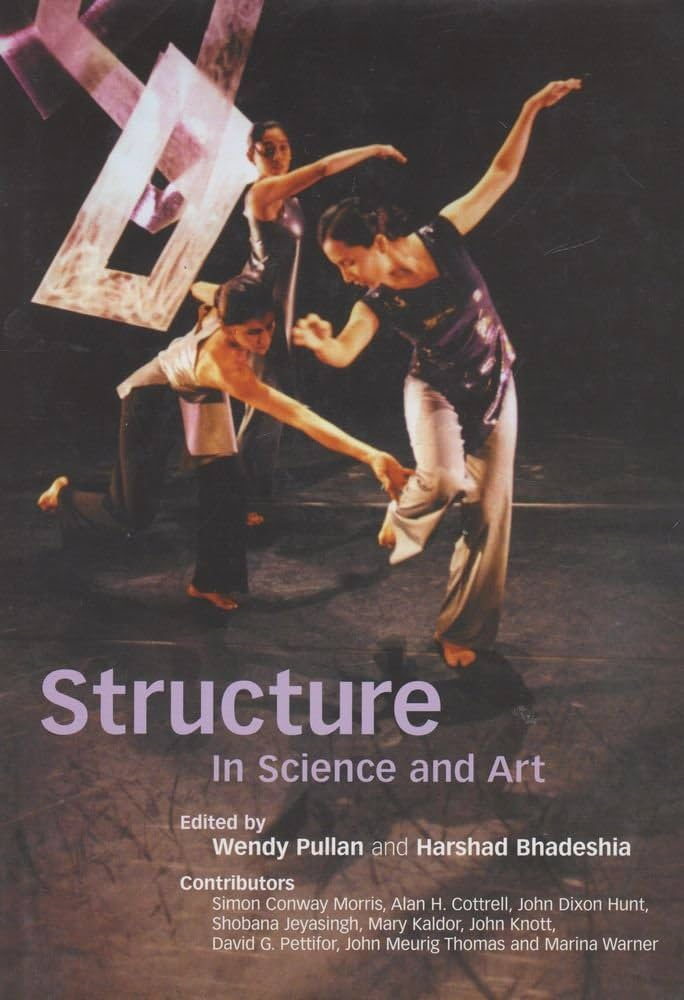 Structure
In Science and Art
Edited by
Wendy Pullan and Harshad Bhadeshia
Contributors
Simon Conway Morris, Alan H. Cottrell, John Dixon Hunt,
Shobana Jeyasingh, Mary Kaldor, John Knott,
David G. Pettifor, John Meurig Thomas and Marina Warner